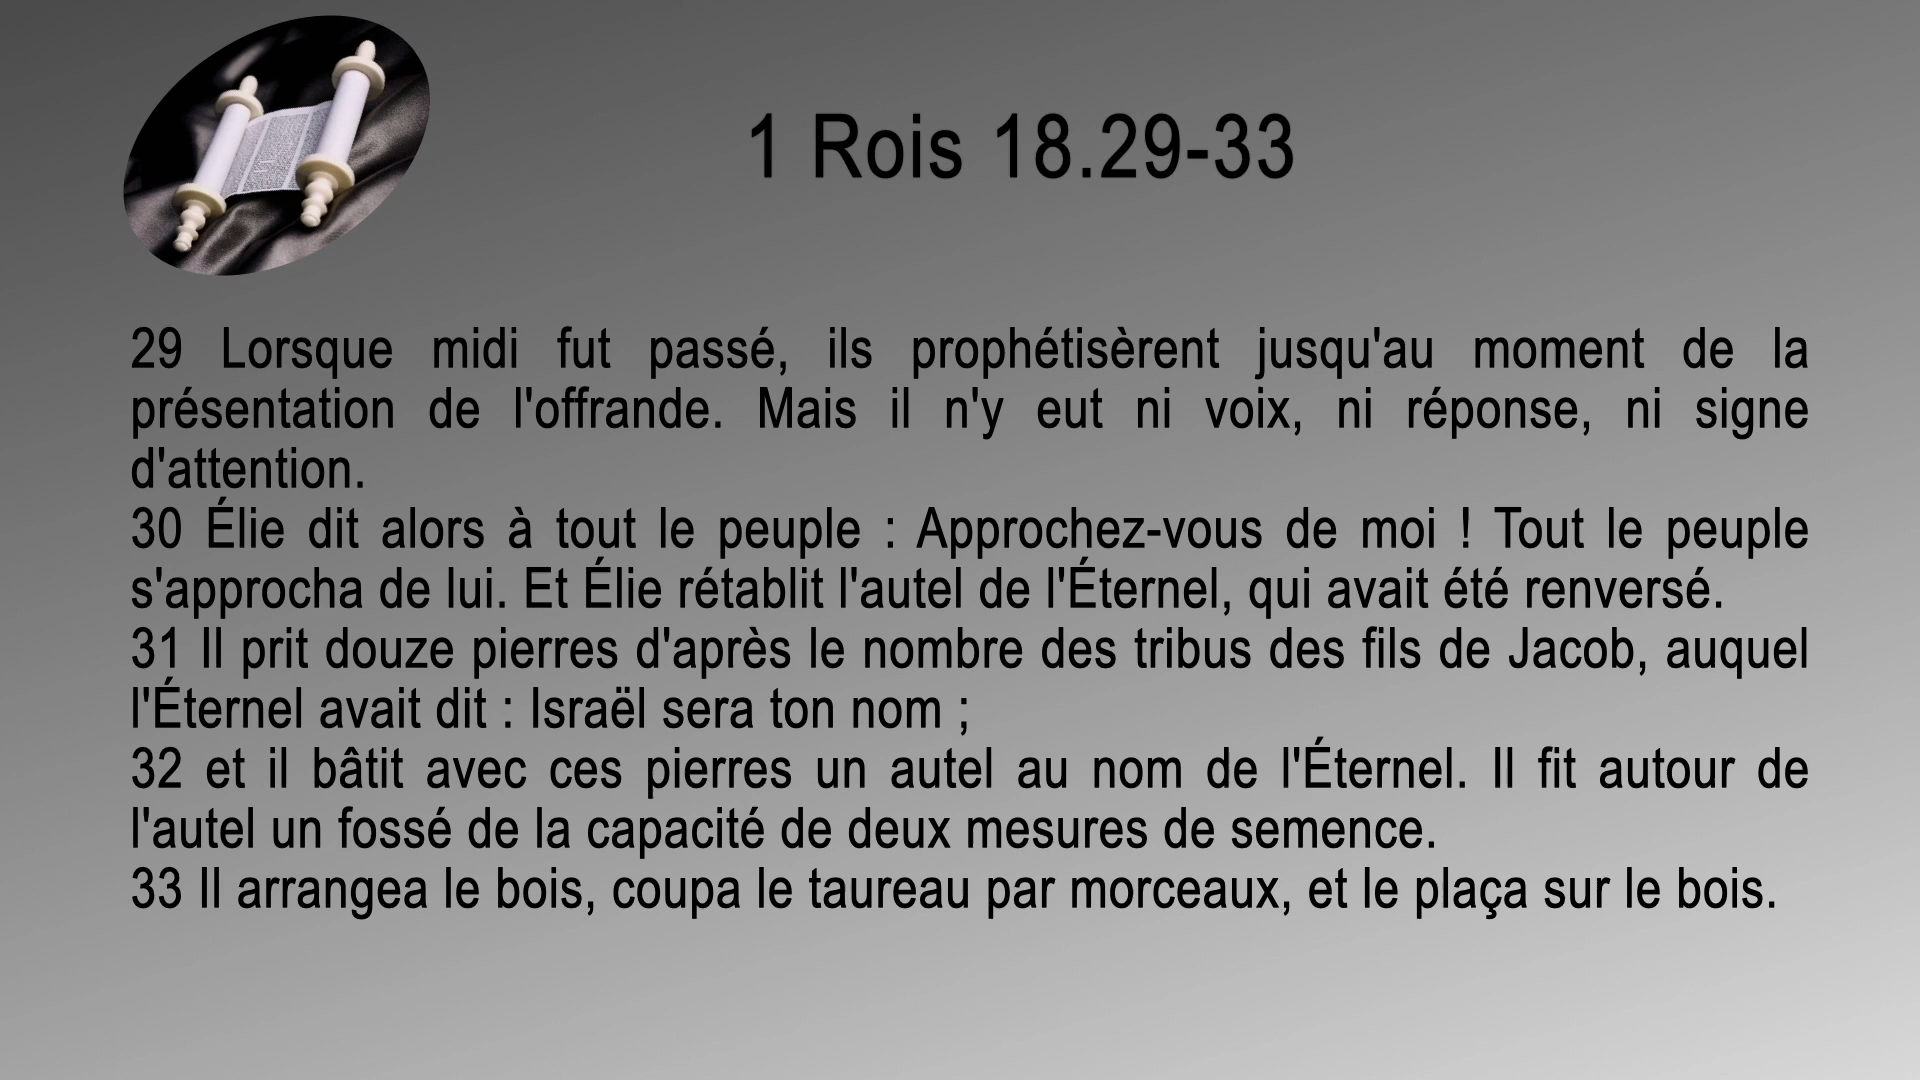 1 Rois 18.29-33
29 Lorsque midi fut passé, ils prophétisèrent jusqu'au moment de la
présentation de l'offrande. Mais il n'y eut ni voix, ni réponse, ni signe
d'attention.
30 Élie dit alors à tout le peuple : Approchez-vous de moi ! Tout le peuple
s'approcha de lui. Et Élie rétablit l'autel de l'Éternel, qui avait été renversé.
31 Il prit douze pierres d'après le nombre des tribus des fils de Jacob, auquel
l'Éternel avait dit : Israël sera ton nom ;
32 et il bâtit avec ces pierres un autel au nom de l'Éternel. Il fit autour de
l'autel un fossé de la capacité de deux mesures de semence.
33 Il arrangea le bois, coupa le taureau par morceaux, et le plaça sur le bois.